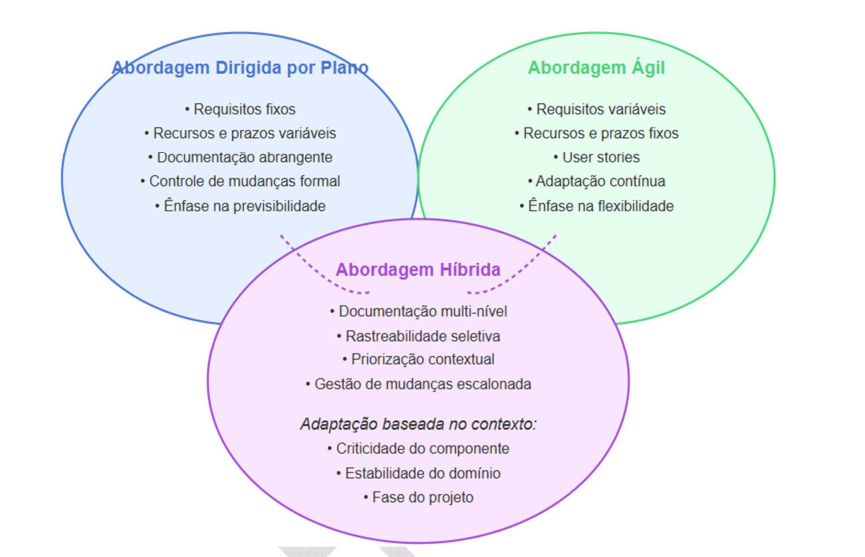 Abordagem Dirigida por Plano
• Requisitos fixos
• Recursos e prazos variáveis
• Documentação abrangente
• Controle de mudanças formal
• Ênfase na previsibilidade
Abordagem Ágil
• Requisitos variáveis
• Recursos e prazos fixos
• User stories
• Adaptação contínua
• Ênfase na flexibilidade
Abordagem Híbrida
• Documentação multi-nível
• Rastreabilidade seletiva
• Priorização contextual
• Gestão de mudanças escalonada
Adaptação baseada no contexto:
• Criticidade do componente
• Estabilidade do domínio
• Fase do projeto